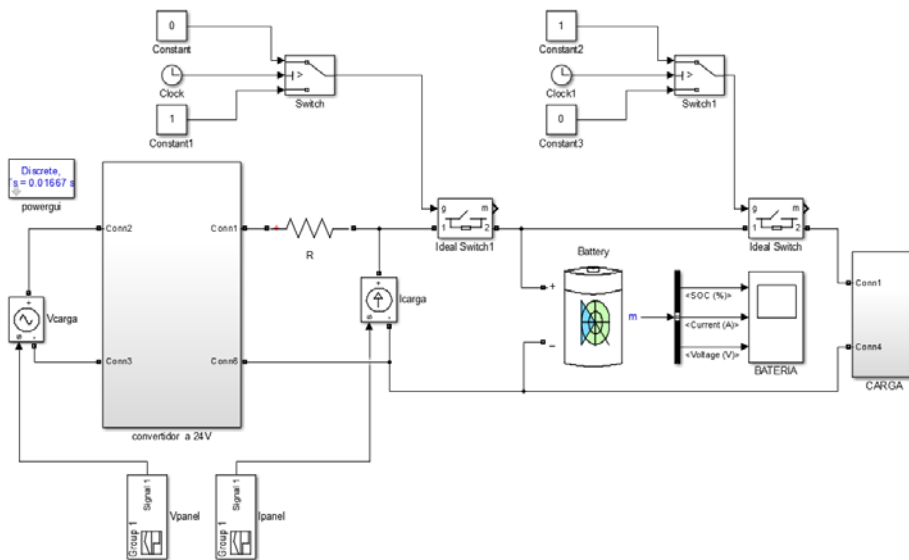 0
Constant
Clock
1
Constant1
>
Switch
1
Constant2
Clock1
0
Constant3
>
Switch1
Discrete,
s = 0.01667 s
powergui
Conn2
Conn1
Conn3
Conn6
convertidor a 24V
+
R
+
Vcarga
-
Icarga
-
g
m
1
2
Ideal Switch1
g
m
1
2
Ideal Switch
Battery
+
m
_
<SOC (%)>
<Current (A)>
<Voltage (V)>
BATERIA
Conn1
Conn4
CARGA
Signal 1
Group 1
Vpanel
Signal 1
Group 1
Ipanel